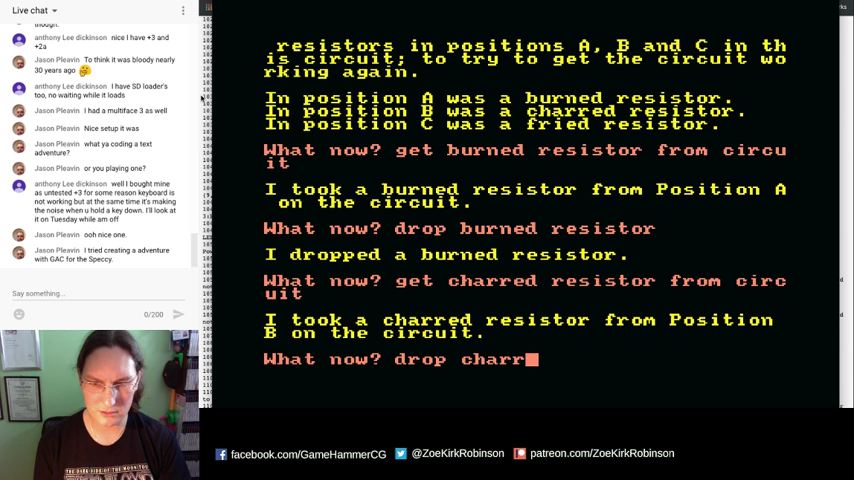 Live chat
though.
anthony Lee dickinson nice I have +3 and
+2a
Jason Pleavin To think it was bloody nearly
30 years ago
anthony Lee dickinson I have SD loader's
too, no waiting while it loads
Jason Pleavin I had a multiface 3 as well
Jason Pleavin Nice setup it was
Jason Pleavin what ya coding a text
adventure?
Jason Pleavin or you playing one?
anthony Lee dickinson well I bought mine
as untested +3 for some reason keyboard is
not working but at the same time it's making
the noise when u hold a key down. I'll look at
it on Tuesday while am off
Jason Pleavin ooh nice one.
Jason Pleavin I tried creating a adventure
with GAC for the Speccy.
Say something...
0/200
resistors in positions A, B and C in th
is circuit; to try to get the circuit wo
rking again.
In position A was a burned resistor.
In position B was a charred resistor.
In position C was a fried resistor.
What now? get burned resistor from circu
it
I took a burned resistor from Position A
on the circuit.
What now? drop burned resistor
I dropped a burned resistor.
What now? get charred resistor from circ
uit
I took a charred resistor from Position
B on the circuit.
What now? drop charr
facebook.com/GameHammerCG @ZoeKirkRobinson patreon.com/ZoeKirkRobinson